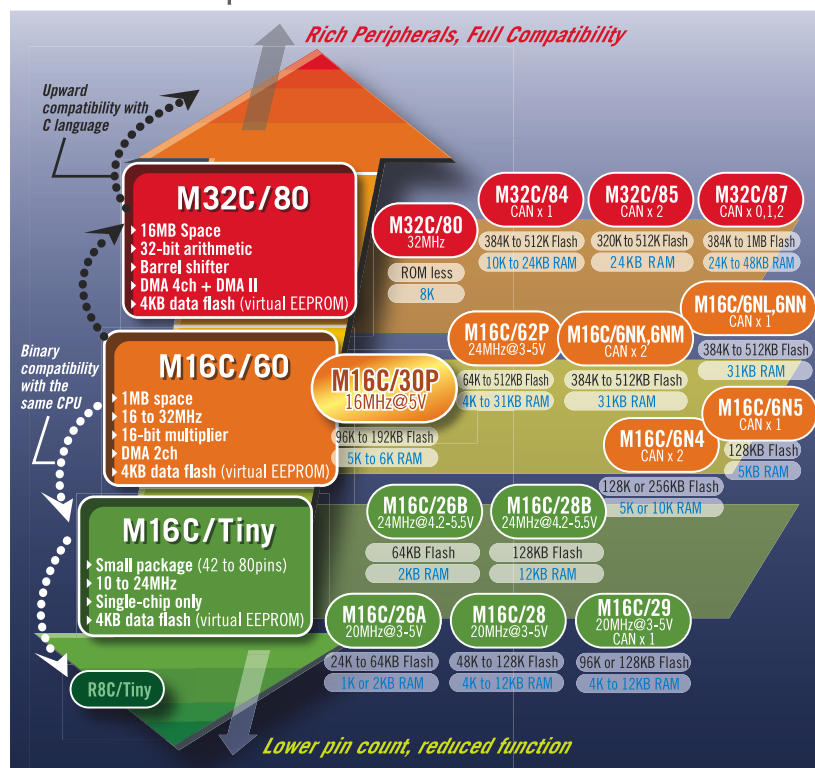 Rich Peripherals, Full Compatibility
Upward
compatibility with
C language
M32C/80
16MB Space
32-bit arithmetic
Barrel shifter
DMA 4ch + DMA II
4KB data flash (virtual EEPROM)
M32C/80
32MHz
ROM less
8K
M32C/84
CAN x 1
384K to 512K Flash
10K to 24KB RAM
M32C/85
CAN x 2
320K to 512K Flash
24KB RAM
M32C/87
CAN x 0,1,2
384K to 1MB Flash
24K to 48KB RAM
Binary
compatibility
with the
same CPU
M16C/60
1MB space
16 to 32MHz
16-bit multiplier
DMA 2ch
4KB data flash (virtual EEPROM)
M16C/30P
16MHz@5V
96K to 192KB Flash
5K to 6K RAM
M16C/62P
24MHz@3-5V
64K to 512KB Flash
4K to 31KB RAM
M16C/6NK,6NM
CAN x 2
384K to 512KB Flash
31KB RAM
M16C/6NL,6NN
CAN x 1
384K to 512KB Flash
31KB RAM
M16C/6N4
CAN x 2
128K or 256KB Flash
5K or 10K RAM
M16C/6N5
CAN x 1
128KB Flash
5KB RAM
M16C/Tiny
Small package (42 to 80pins)
10 to 24MHz
Single-chip only
4KB data flash (virtual EEPROM)
M16C/26B
24MHz@4.2-5.5V
64KB Flash
2KB RAM
M16C/28B
24MHz@4.2-5.5V
128KB Flash
12KB RAM
M16C/26A
20MHz@3-5V
24K to 64KB Flash
1K or 2KB RAM
M16C/28
20MHz@3-5V
48K to 128K Flash
4K to 12KB RAM
M16C/29
20MHz@3-5V
CAN x 1
96K or 128KB Flash
4K to 12KB RAM
R8C/Tiny
Lower pin count, reduced function